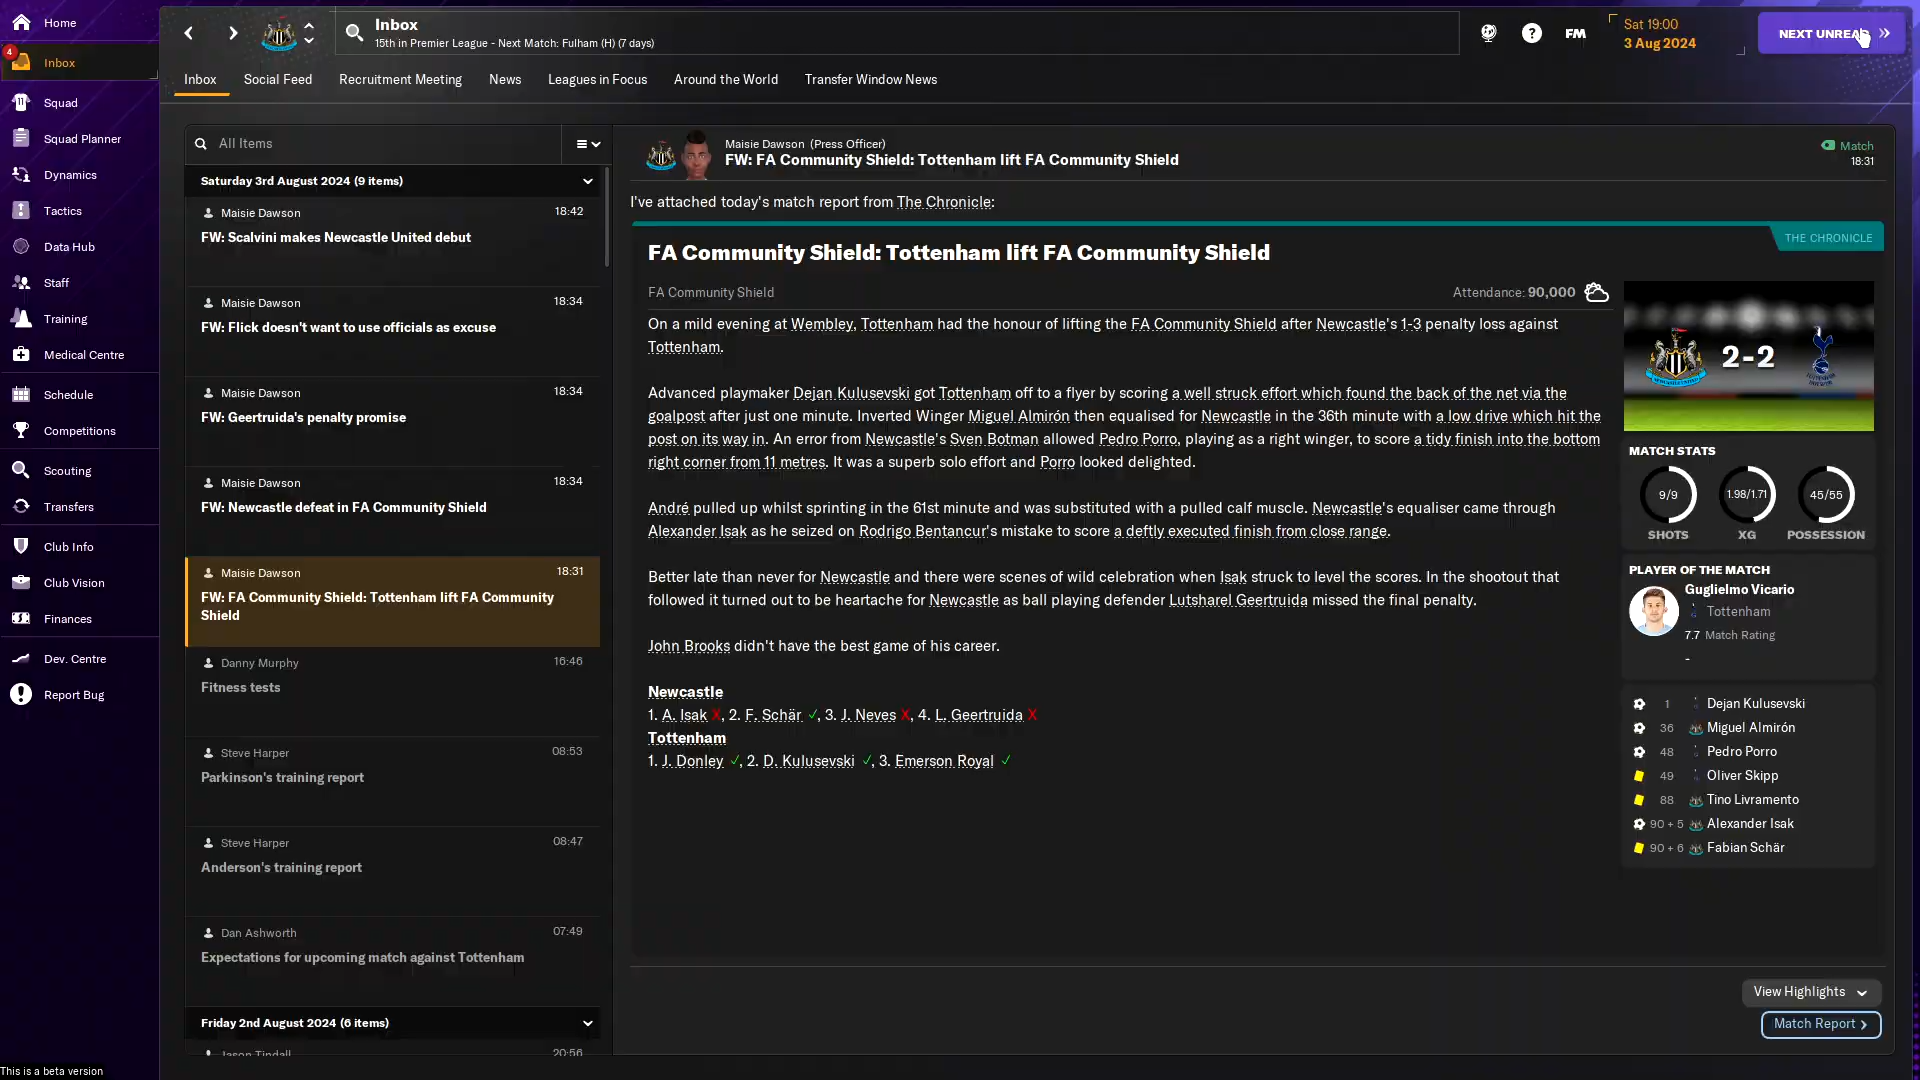 Home
4
Inbox
Squad
Squad Planner
Dynamics
Tactics
Data Hub
Staff
Training
Medical Centre
Schedule
Competitions
Scouting
Transfers
Club Info
Club Vision
Finances
Dev. Centre
Report Bug
This is a beta version
Inbox
15th in Premier League - Next Match: Fulham (H) (7 days)
FM
Sat 19:00
3 Aug 2024
NEXT UNREAD
Inbox Social Feed Recruitment Meeting News Leagues in Focus Around the World Transfer Window News
All Items
Saturday 3rd August 2024 (9 items)
Maisie Dawson 18:42
FW: Scalvini makes Newcastle United debut
Maisie Dawson 18:34
FW: Flick doesn't want to use officials as excuse
Maisie Dawson 18:34
FW: Geertruida's penalty promise
Maisie Dawson 18:34
FW: Newcastle defeat in FA Community Shield
Maisie Dawson 18:31
FW: FA Community Shield: Tottenham lift FA Community
Shield
Danny Murphy 16:46
Fitness tests
Steve Harper 08:53
Parkinson's training report
Steve Harper 08:47
Anderson's training report
Dan Ashworth 07:49
Expectations for upcoming match against Tottenham
Friday 2nd August 2024 (6 items)
Jason Tindall 20:56
Maisie Dawson (Press Officer)
FW: FA Community Shield: Tottenham lift FA Community Shield
Match
18:31
I've attached today's match report from The Chronicle:
THE CHRONICLE
FA Community Shield: Tottenham lift FA Community Shield
FA Community Shield Attendance: 90,000
On a mild evening at Wembley, Tottenham had the honour of lifting the FA Community Shield after Newcastle's 1-3 penalty loss against
Tottenham.
Advanced playmaker Dejan Kulusevski got Tottenham off to a flyer by scoring a well struck effort which found the back of the net via the
goalpost after just one minute. Inverted Winger Miguel Almirón then equalised for Newcastle in the 36th minute with a low drive which hit the
post on its way in. An error from Newcastle's Sven Botman allowed Pedro Porro, playing as a right winger, to score a tidy finish into the bottom
right corner from 11 metres. It was a superb solo effort and Porro looked delighted.
André pulled up whilst sprinting in the 61st minute and was substituted with a pulled calf muscle. Newcastle's equaliser came through
Alexander Isak as he seized on Rodrigo Bentancur's mistake to score a deftly executed finish from close range.
Better late than never for Newcastle and there were scenes of wild celebration when Isak struck to level the scores. In the shootout that
followed it turned out to be heartache for Newcastle as ball playing defender Lutsharel Geertruida missed the final penalty.
John Brooks didn't have the best game of his career.
Newcastle
1. A. Isak X, 2. F. Schär ✓, 3. J. Neves X, 4. L. Geertruida X
Tottenham
1. J. Donley ✓, 2. D. Kulusevski ✓, 3. Emerson Royal ✓
2-2
MATCH STATS
9/9 1.98/1.71 45/55
SHOTS XG POSSESSION
PLAYER OF THE MATCH
Guglielmo Vicario
Tottenham
7.7 Match Rating
-
1 Dejan Kulusevski
36 Miguel Almirón
48 Pedro Porro
49 Oliver Skipp
88 Tino Livramento
90 + 5 Alexander Isak
90 + 6 Fabian Schär
View Highlights
Match Report